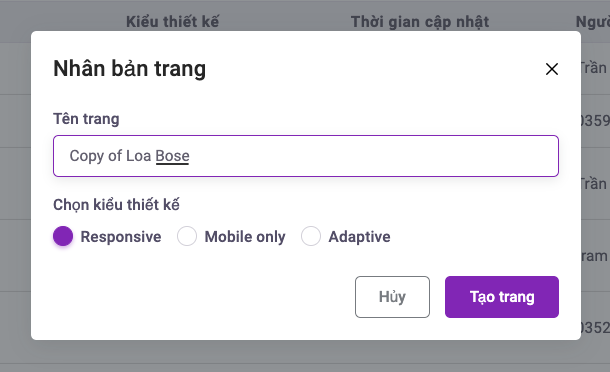 Kiểu thiết kế Thời gian cập nhật Ngườ
Nhân bản trang
Trần
Tên trang
0359
Copy of Loa Bose
Trần
Chọn kiểu thiết kế
Responsive Mobile only Adaptive
ram
Hủy Tạo trang
0352